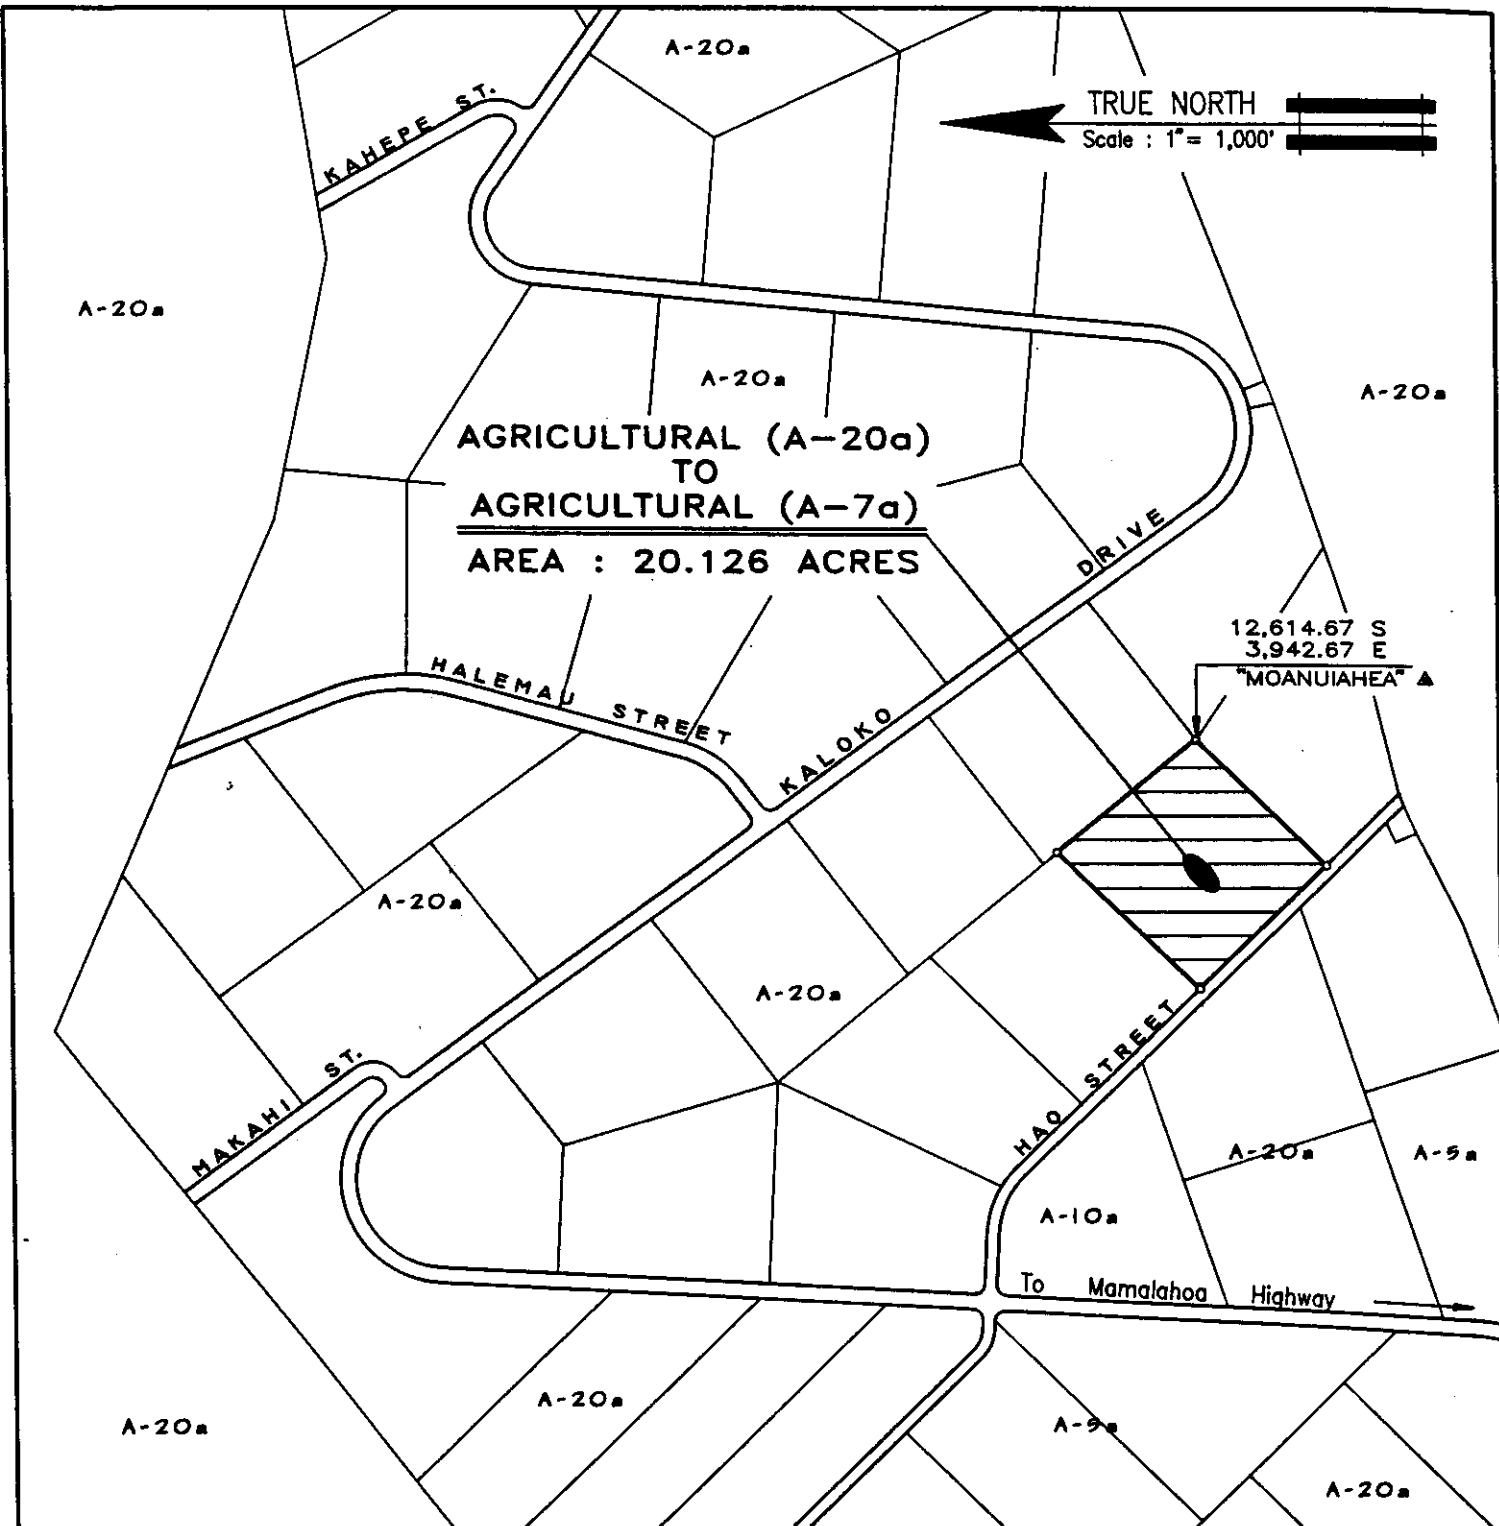 A-20a
KAHEPE ST.
TRUE NORTH
Scale : 1"= 1,000'
A-20a
A-20a
A-20a
AGRICULTURAL (A-20a)
TO
AGRICULTURAL (A-7a)
AREA : 20.126 ACRES
DRIVE
12,614.67 S
3,942.67 E
"MOANUIAHEA"
HALEMAU STREET
KALOKO
A-20a
A-20a
MAKAHI ST.
HAO STREET
A-20a
A-5a
A-10a
To Mamalahoa Highway
A-20a
A-20a
A-5a
A-20a